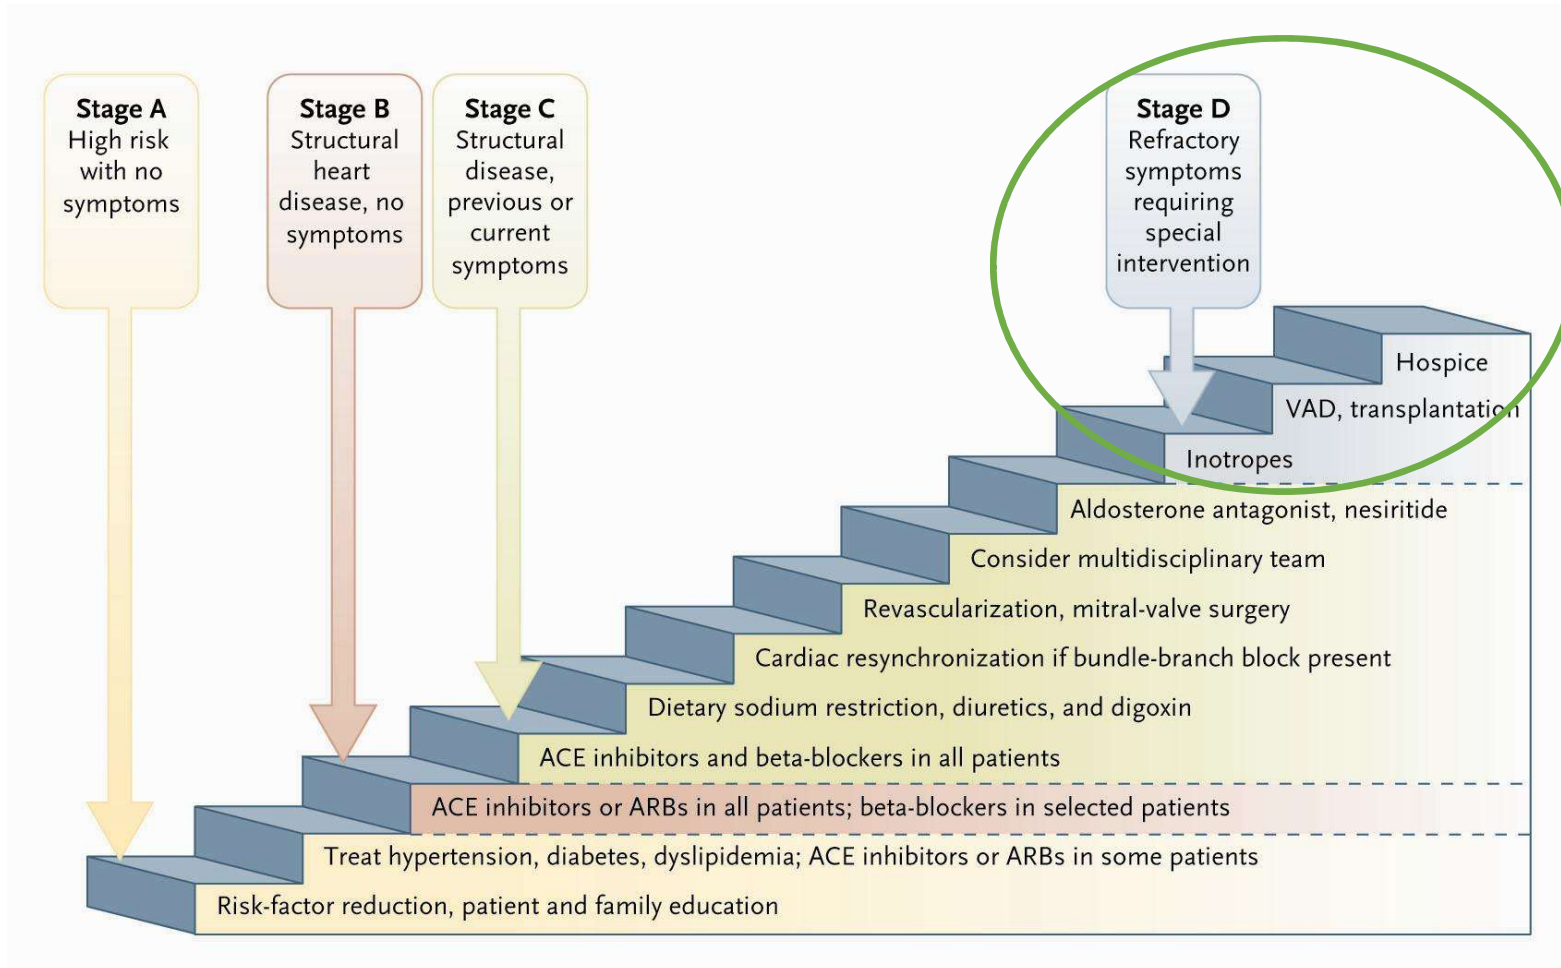 Stage A
High risk
with no
symptoms
Stage B
Structural
heart
disease, no
symptoms
Stage C
Structural
disease,
previous or
current
symptoms
Stage D
Refractory
symptoms
requiring
special
intervention
Hospice
VAD, transplantation
Inotropes
Aldosterone antagonist, nesiritide
Consider multidisciplinary team
Revascularization, mitral-valve surgery
Cardiac resynchronization if bundle-branch block present
Dietary sodium restriction, diuretics, and digoxin
ACE inhibitors and beta-blockers in all patients
ACE inhibitors or ARBs in all patients; beta-blockers in selected patients
Treat hypertension, diabetes, dyslipidemia; ACE inhibitors or ARBs in some patients
Risk-factor reduction, patient and family education